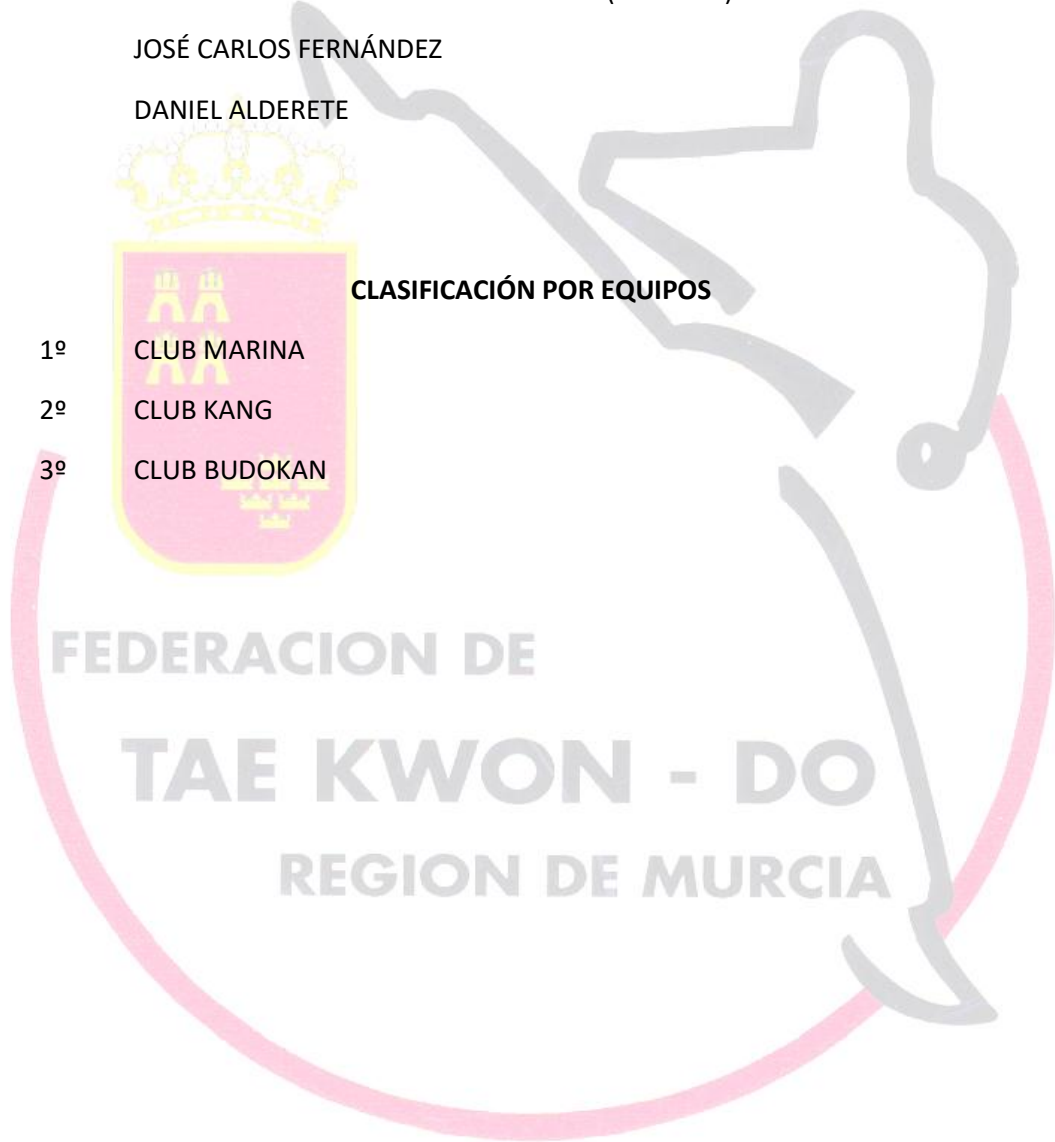 JOSÉ CARLOS FERNÁNDEZ
DANIEL ALDERETE
CLASIFICACIÓN POR EQUIPOS
1º CLUB MARINA
2º CLUB KANG
3º CLUB BUDOKAN
FEDERACION DE
TAE KWON - DO
REGION DE MURCIA